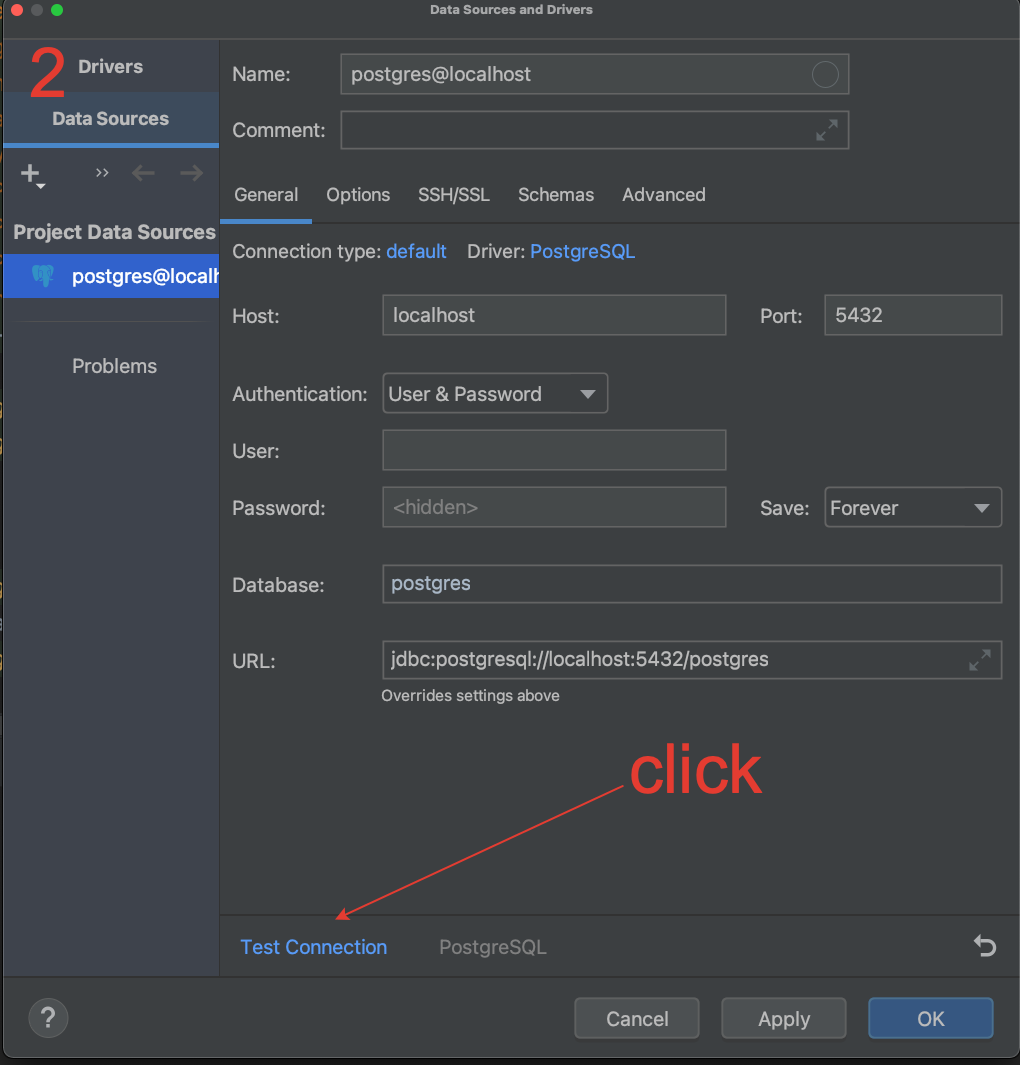 Data Sources and Drivers
2
Drivers
Data Sources
Project Data Sources
postgres@localh
Problems
Name: postgres@localhost
Comment:
General Options SSH/SSL Schemas Advanced
Connection type: default Driver: PostgreSQL
Host: localhost Port: 5432
Authentication: User & Password
User:
Password: <hidden> Save: Forever
Database: postgres
URL: jdbc:postgresql://localhost:5432/postgres
Overrides settings above
click
Test Connection PostgreSQL
? Cancel Apply OK